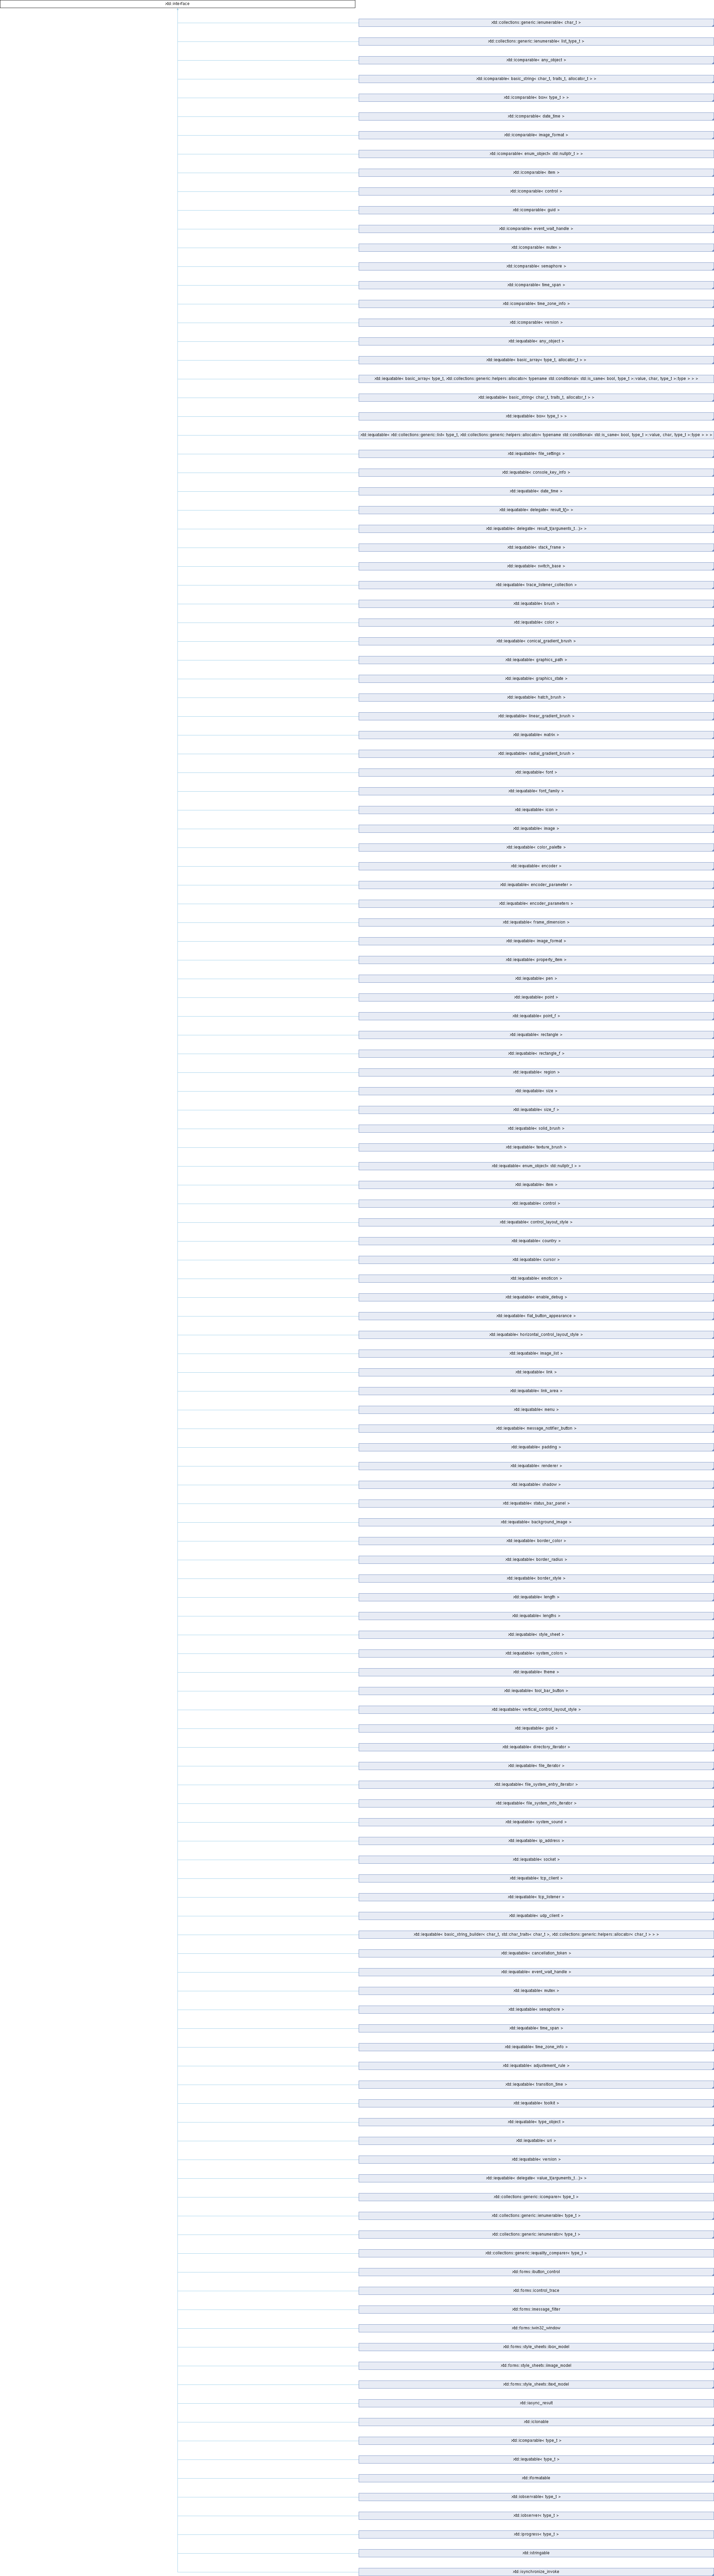 xtd::interface
xtd::collections::generic::ienumerable< char_t >
xtd::collections::generic::ienumerable< list_type_t >
xtd::icomparable< any_object >
xtd::icomparable< basic_string< char_t, traits_t, allocator_t > >
xtd::icomparable< box< type_t > >
xtd::icomparable< date_time >
xtd::icomparable< image_format >
xtd::icomparable< enum_object< std::nullptr_t > >
xtd::icomparable< item >
xtd::icomparable< control >
xtd::icomparable< guid >
xtd::icomparable< event_wait_handle >
xtd::icomparable< mutex >
xtd::icomparable< semaphore >
xtd::icomparable< time_span >
xtd::icomparable< time_zone_info >
xtd::icomparable< version >
xtd::iequatable< any_object >
xtd::iequatable< basic_array< type_t, allocator_t > >
xtd::iequatable< basic_array< type_t, xtd::collections::generic::helpers::allocator< typename std::conditional< std::is_same< bool, type_t >::value, char, type_t >::type > > >
xtd::iequatable< basic_string< char_t, traits_t, allocator_t > >
xtd::iequatable< box< type_t > >
xtd::iequatable< xtd::collections::generic::list< type_t, xtd::collections::generic::helpers::allocator< typename std::conditional< std::is_same< bool, type_t >::value, char, type_t >::type > > >
xtd::iequatable< file_settings >
xtd::iequatable< console_key_info >
xtd::iequatable< date_time >
xtd::iequatable< delegate< result_t()> >
xtd::iequatable< delegate< result_t(arguments_t...)> >
xtd::iequatable< stack_frame >
xtd::iequatable< switch_base >
xtd::iequatable< trace_listener_collection >
xtd::iequatable< brush >
xtd::iequatable< color >
xtd::iequatable< conical_gradient_brush >
xtd::iequatable< graphics_path >
xtd::iequatable< graphics_state >
xtd::iequatable< hatch_brush >
xtd::iequatable< linear_gradient_brush >
xtd::iequatable< matrix >
xtd::iequatable< radial_gradient_brush >
xtd::iequatable< font >
xtd::iequatable< font_family >
xtd::iequatable< icon >
xtd::iequatable< image >
xtd::iequatable< color_palette >
xtd::iequatable< encoder >
xtd::iequatable< encoder_parameter >
xtd::iequatable< encoder_parameters >
xtd::iequatable< frame_dimension >
xtd::iequatable< image_format >
xtd::iequatable< property_item >
xtd::iequatable< pen >
xtd::iequatable< point >
xtd::iequatable< point_f >
xtd::iequatable< rectangle >
xtd::iequatable< rectangle_f >
xtd::iequatable< region >
xtd::iequatable< size >
xtd::iequatable< size_f >
xtd::iequatable< solid_brush >
xtd::iequatable< texture_brush >
xtd::iequatable< enum_object< std::nullptr_t > >
xtd::iequatable< item >
xtd::iequatable< control >
xtd::iequatable< control_layout_style >
xtd::iequatable< country >
xtd::iequatable< cursor >
xtd::iequatable< emoticon >
xtd::iequatable< enable_debug >
xtd::iequatable< flat_button_appearance >
xtd::iequatable< horizontal_control_layout_style >
xtd::iequatable< image_list >
xtd::iequatable< link >
xtd::iequatable< link_area >
xtd::iequatable< menu >
xtd::iequatable< message_notifier_button >
xtd::iequatable< padding >
xtd::iequatable< renderer >
xtd::iequatable< shadow >
xtd::iequatable< status_bar_panel >
xtd::iequatable< background_image >
xtd::iequatable< border_color >
xtd::iequatable< border_radius >
xtd::iequatable< border_style >
xtd::iequatable< length >
xtd::iequatable< lengths >
xtd::iequatable< style_sheet >
xtd::iequatable< system_colors >
xtd::iequatable< theme >
xtd::iequatable< tool_bar_button >
xtd::iequatable< vertical_control_layout_style >
xtd::iequatable< guid >
xtd::iequatable< directory_iterator >
xtd::iequatable< file_iterator >
xtd::iequatable< file_system_entry_iterator >
xtd::iequatable< file_system_info_iterator >
xtd::iequatable< system_sound >
xtd::iequatable< ip_address >
xtd::iequatable< socket >
xtd::iequatable< tcp_client >
xtd::iequatable< tcp_listener >
xtd::iequatable< udp_client >
xtd::iequatable< basic_string_builder< char_t, std::char_traits< char_t >, xtd::collections::generic::helpers::allocator< char_t > > >
xtd::iequatable< cancellation_token >
xtd::iequatable< event_wait_handle >
xtd::iequatable< mutex >
xtd::iequatable< semaphore >
xtd::iequatable< time_span >
xtd::iequatable< time_zone_info >
xtd::iequatable< adjustement_rule >
xtd::iequatable< transition_time >
xtd::iequatable< toolkit >
xtd::iequatable< type_object >
xtd::iequatable< uri >
xtd::iequatable< version >
xtd::iequatable< delegate< value_t(arguments_t...)> >
xtd::collections::generic::icomparer< type_t >
xtd::collections::generic::ienumerable< type_t >
xtd::collections::generic::ienumerator< type_t >
xtd::collections::generic::iequality_comparer< type_t >
xtd::forms::ibutton_control
xtd::forms::icontrol_trace
xtd::forms::imessage_filter
xtd::forms::iwin32_window
xtd::forms::style_sheets::ibox_model
xtd::forms::style_sheets::iimage_model
xtd::forms::style_sheets::itext_model
xtd::iasync_result
xtd::iclonable
xtd::icomparable< type_t >
xtd::iequatable< type_t >
xtd::iformatable
xtd::iobservable< type_t >
xtd::iobserver< type_t >
xtd::iprogress< type_t >
xtd::istringable
xtd::isynchronize_invoke